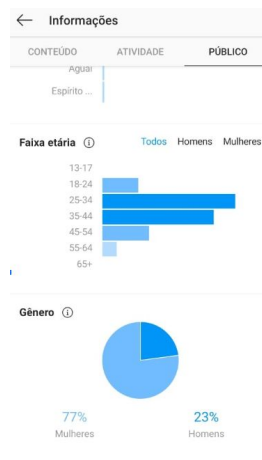 ← Informações
CONTEÚDO ATIVIDADE PÚBLICO
Aguaí
Espírito ...
Faixa etária Todos Homens Mulheres
13-17
18-24
25-34
35-44
45-54
55-64
65+
Gênero
77% 23%
Mulheres Homens